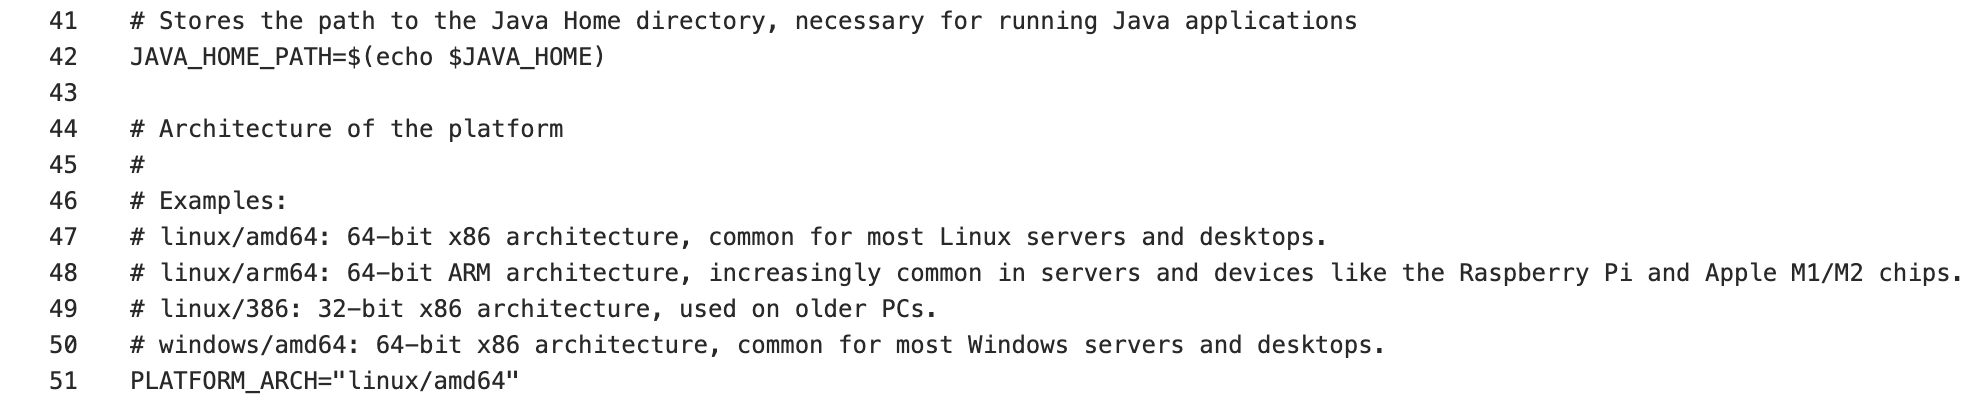 41 # Stores the path to the Java Home directory, necessary for running Java applications
42 JAVA_HOME_PATH=$(echo $JAVA_HOME)
43
44 # Architecture of the platform
45 #
46 # Examples:
47 # linux/amd64: 64-bit x86 architecture, common for most Linux servers and desktops.
48 # linux/arm64: 64-bit ARM architecture, increasingly common in servers and devices like the Raspberry Pi and Apple M1/M2 chips.
49 # linux/386: 32-bit x86 architecture, used on older PCs.
50 # windows/amd64: 64-bit x86 architecture, common for most Windows servers and desktops.
51 PLATFORM_ARCH="linux/amd64"